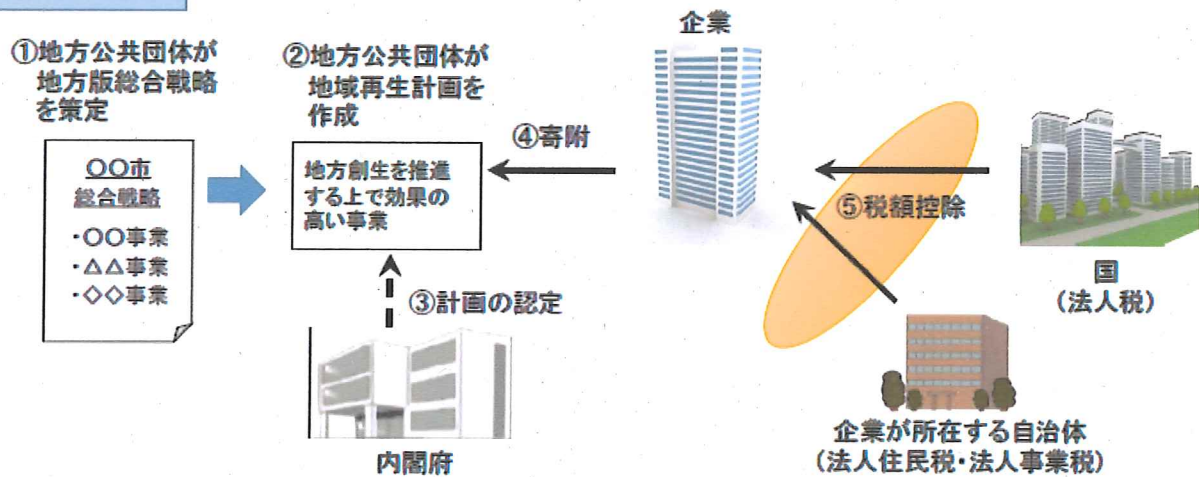 ①地方公共団体が
地方版総合戦略
を策定
〇〇市
総合戦略
・〇〇事業
・△△事業
・◇◇事業
②地方公共団体が
地域再生計画を
作成
地方創生を推進
する上で効果の
高い事業
③計画の認定
内閣府
④寄附
企業
⑤税額控除
国
(法人税)
企業が所在する自治体
(法人住民税・法人事業税)